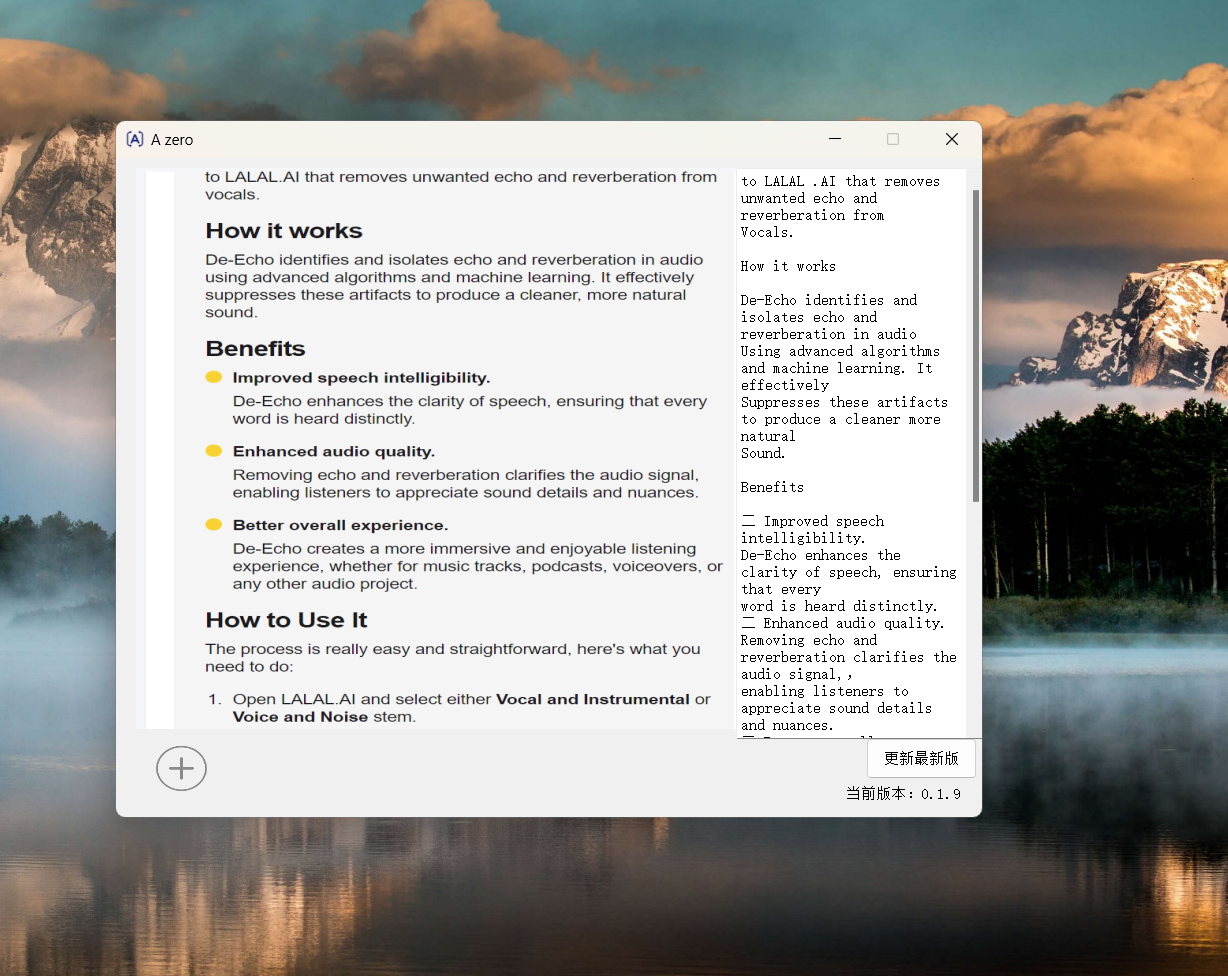 A zero
to LALAL.AI that removes unwanted echo and reverberation from
vocals.
How it works
De-Echo identifies and isolates echo and reverberation in audio
using advanced algorithms and machine learning. It effectively
suppresses these artifacts to produce a cleaner, more natural
sound.
Benefits
Improved speech intelligibility.
De-Echo enhances the clarity of speech, ensuring that every
word is heard distinctly.
Enhanced audio quality.
Removing echo and reverberation clarifies the audio signal,
enabling listeners to appreciate sound details and nuances.
Better overall experience.
De-Echo creates a more immersive and enjoyable listening
experience, whether for music tracks, podcasts, voiceovers, or
any other audio project.
How to Use It
The process is really easy and straightforward, here's what you
need to do:
1. Open LALAL.AI and select either Vocal and Instrumental or
Voice and Noise stem.
to LALAL .AI that removes
unwanted echo and
reverberation from
Vocals.
How it works
De-Echo identifies and
isolates echo and
reverberation in audio
Using advanced algorithms
and machine learning. It
effectively
Suppresses these artifacts
to produce a cleaner more
natural
Sound.
Benefits
二 Improved speech
intelligibility.
De-Echo enhances the
clarity of speech, ensuring
that every
word is heard distinctly.
二 Enhanced audio quality.
Removing echo and
reverberation clarifies the
audio signal,，
enabling listeners to
appreciate sound details
and nuances.
更新最新版
当前版本：0.1.9